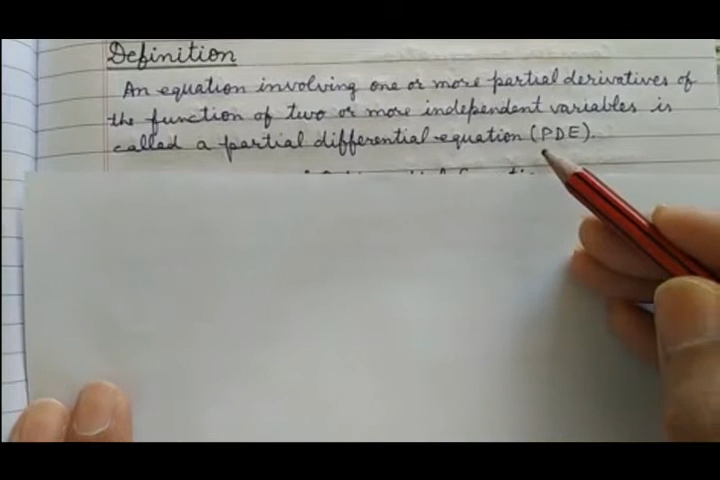 Definition
An equation involving one or more partial derivatives of
the function of two or more independent variables is
called a partial differential equation (PDE).